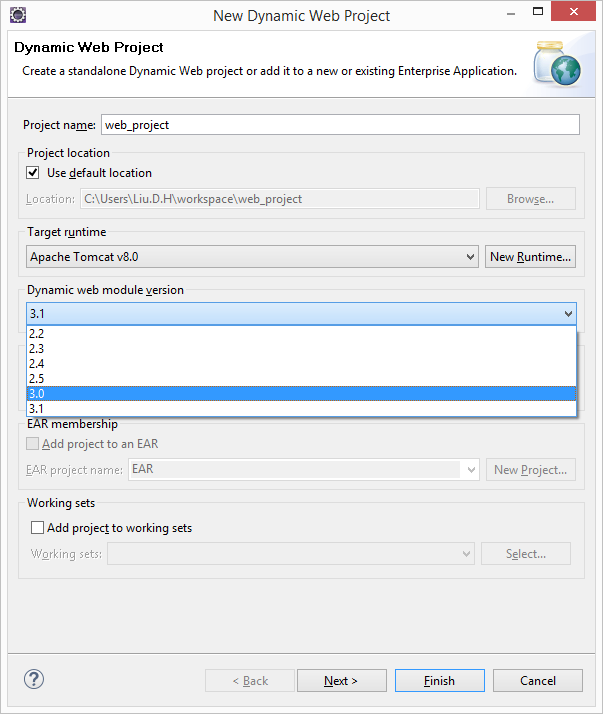 New Dynamic Web Project
Dynamic Web Project
Create a standalone Dynamic Web project or add it to a new or existing Enterprise Application.
Project name: web_project
Project location
Use default location
Location: C:\Users\Liu.D.H\workspace\web_project Browse...
Target runtime
Apache Tomcat v8.0 New Runtime...
Dynamic web module version
3.1
2.2
2.3
2.4
2.5
3.0
3.1
EAR membership
Add project to an EAR
EAR project name: EAR New Project...
Working sets
Add project to working sets
Working sets: Select...
? < Back Next > Finish Cancel